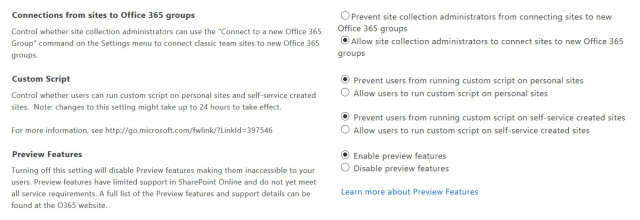 Connections from sites to Office 365 groups
Control whether site collection administrators can use the "Connect to a new Office 365
Group" command on the Settings menu to connect classic team sites to new Office 365
groups.
Prevent site collection administrators from connecting sites to new
Office 365 groups
Allow site collection administrators to connect sites to new Office 365
groups
Custom Script
Control whether users can run custom script on personal sites and self-service created
sites. Note: changes to this setting might take up to 24 hours to take effect.
For more information, see http://go.microsoft.com/fwlink/?LinkId=397546
Prevent users from running custom script on personal sites
Allow users to run custom script on personal sites
Prevent users from running custom script on self-service created sites
Allow users to run custom script on self-service created sites
Preview Features
Turning off this setting will disable Preview features making them inaccessible to your
users. Preview features have limited support in SharePoint Online and do not yet meet
all service requirements. A full list of the Preview features and support details can be
found at the O365 website.
Enable preview features
Disable preview features
Learn more about Preview Features